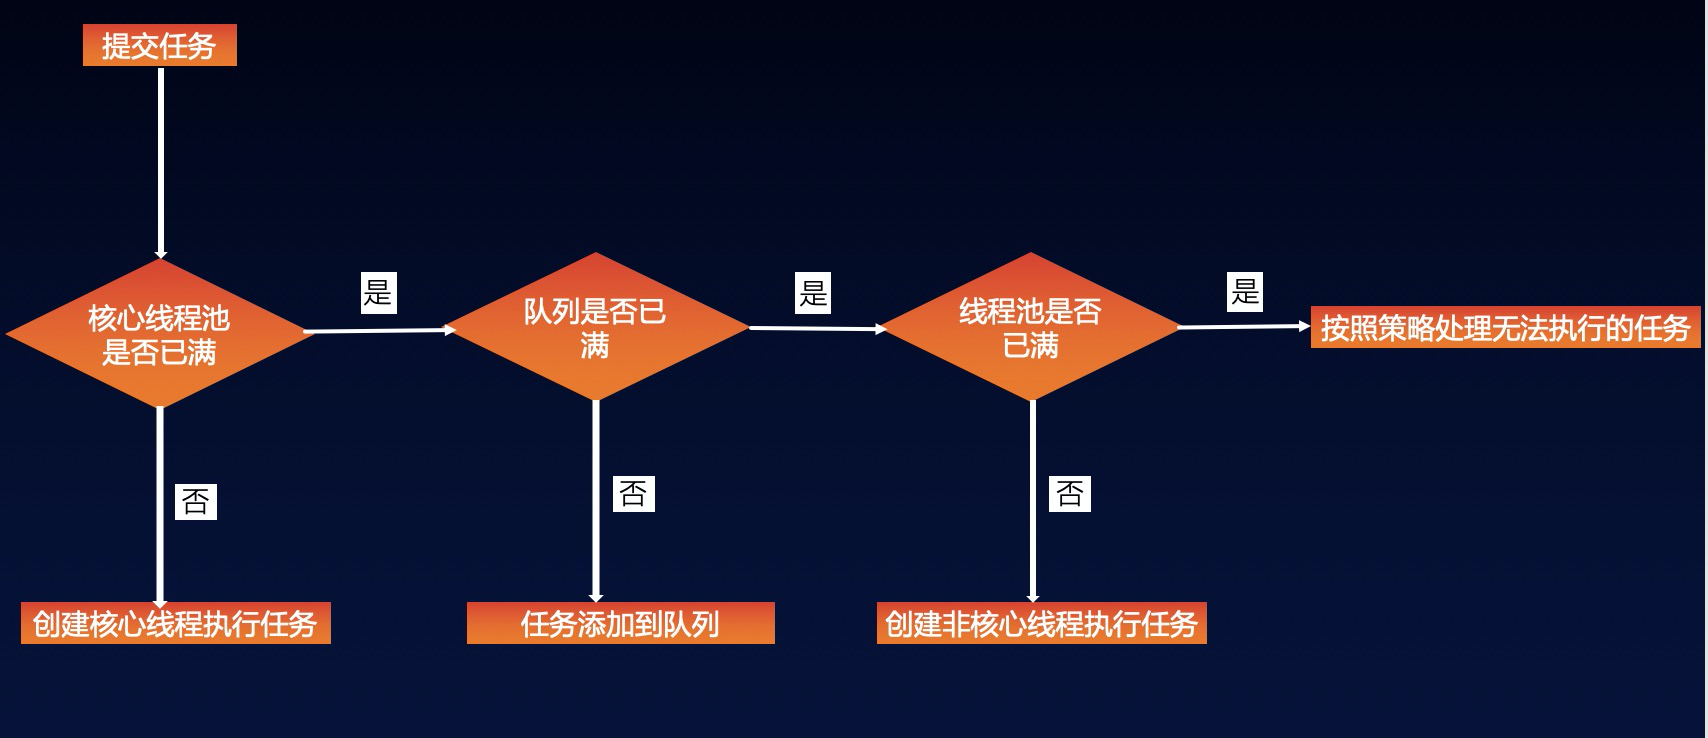 提交任务
核心线程池
是否已满
是
队列是否已
满
是
线程池是否
已满
是
按照策略处理无法执行的任务
否
否
否
创建核心线程执行任务
任务添加到队列
创建非核心线程执行任务